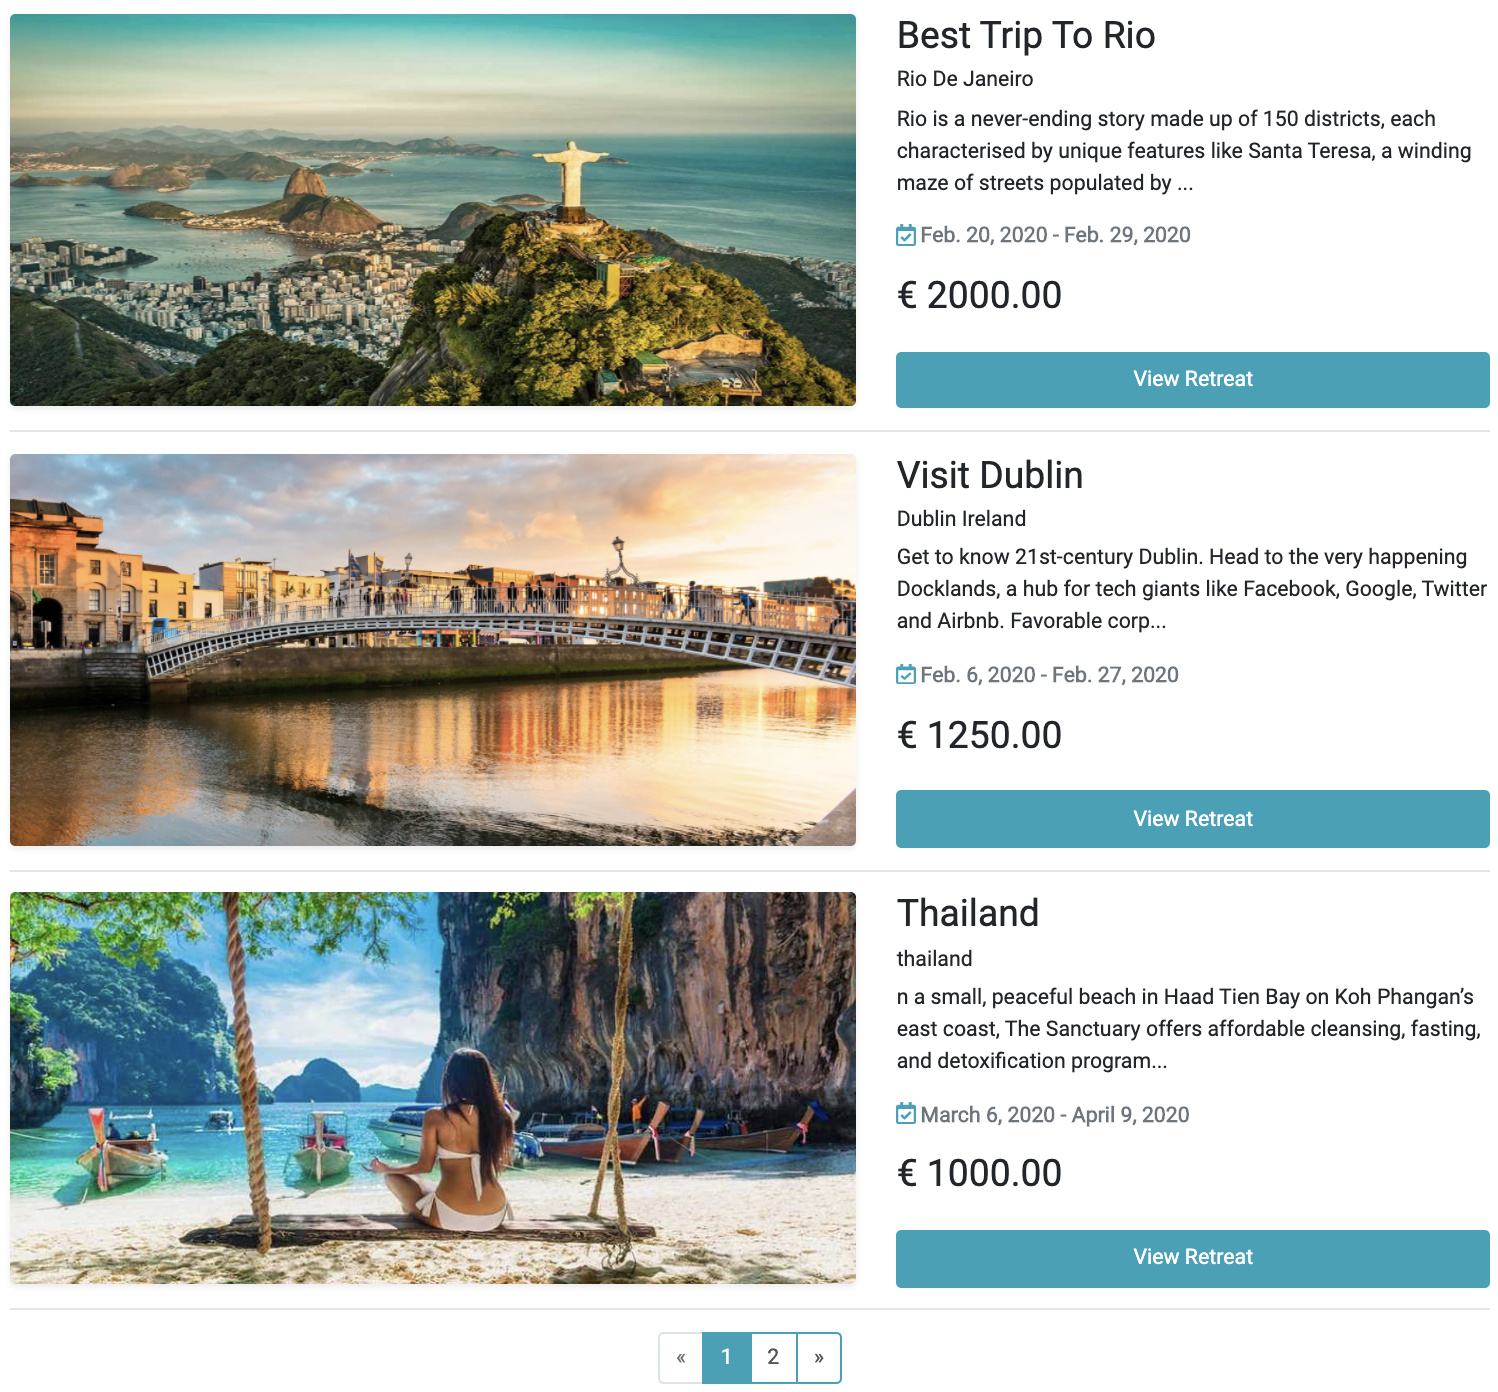 Best Trip To Rio
Rio De Janeiro
Rio is a never-ending story made up of 150 districts, each
characterised by unique features like Santa Teresa, a winding
maze of streets populated by ...
Feb. 20, 2020 - Feb. 29, 2020
€ 2000.00
View Retreat
Visit Dublin
Dublin Ireland
Get to know 21st-century Dublin. Head to the very happening
Docklands, a hub for tech giants like Facebook, Google, Twitter
and Airbnb. Favorable corp...
Feb. 6, 2020 - Feb. 27, 2020
€ 1250.00
View Retreat
Thailand
thailand
n a small, peaceful beach in Haad Tien Bay on Koh Phangan’s
east coast, The Sanctuary offers affordable cleansing, fasting,
and detoxification program...
March 6, 2020 - April 9, 2020
€ 1000.00
View Retreat
« 1 2 »